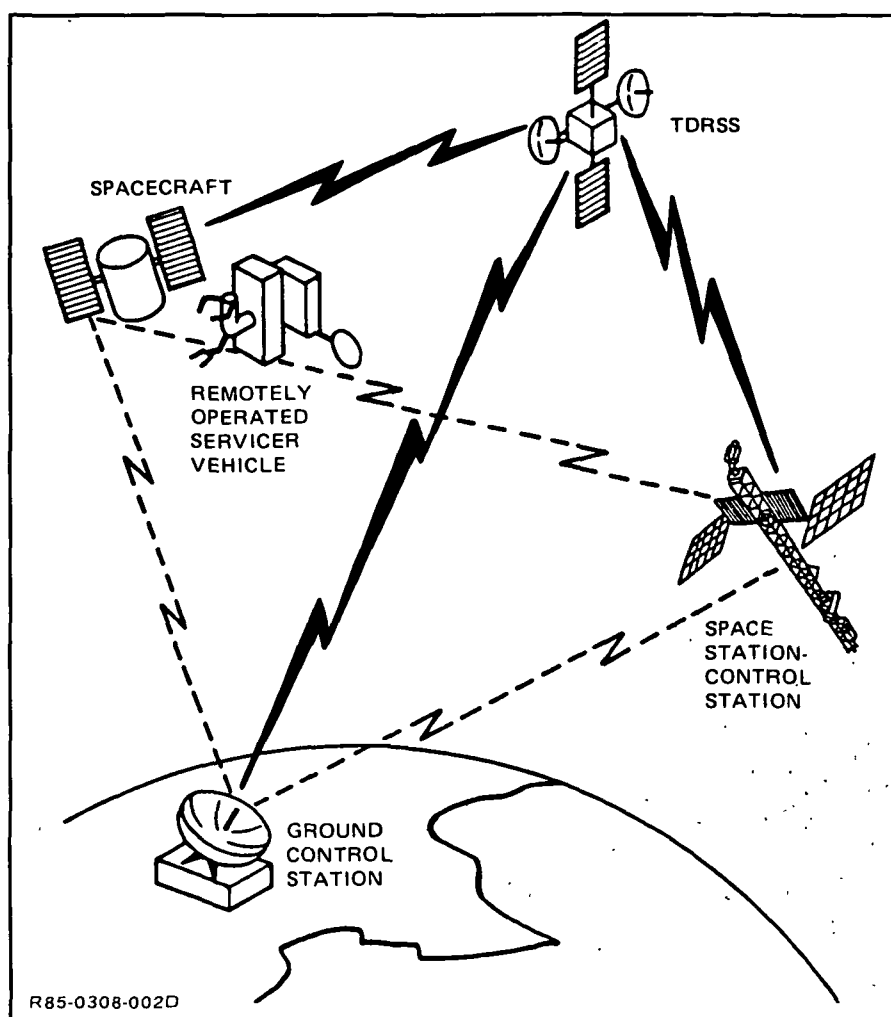 TDRSS
SPACECRAFT
REMOTELY
OPERATED
SERVICER
VEHICLE
SPACE
STATION-
CONTROL
STATION
GROUND
CONTROL
STATION
R85-0308-002D